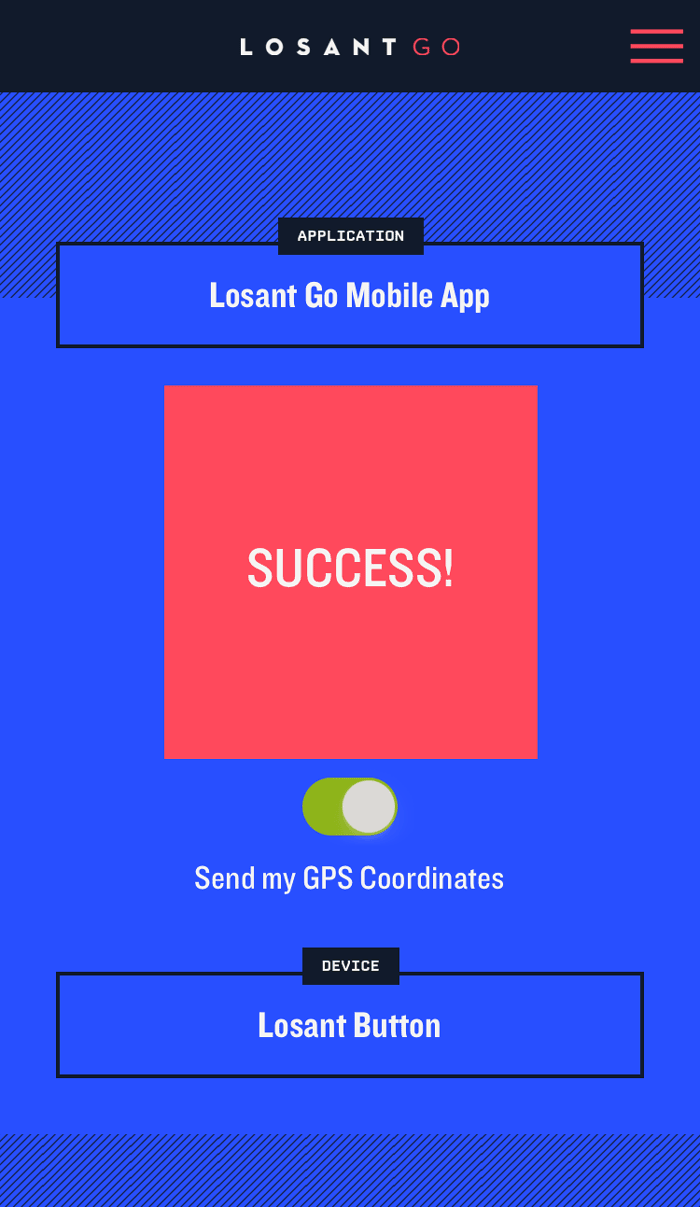 LOSANT GO
APPLICATION
Losant Go Mobile App
SUCCESS!
Send my GPS Coordinates
DEVICE
Losant Button